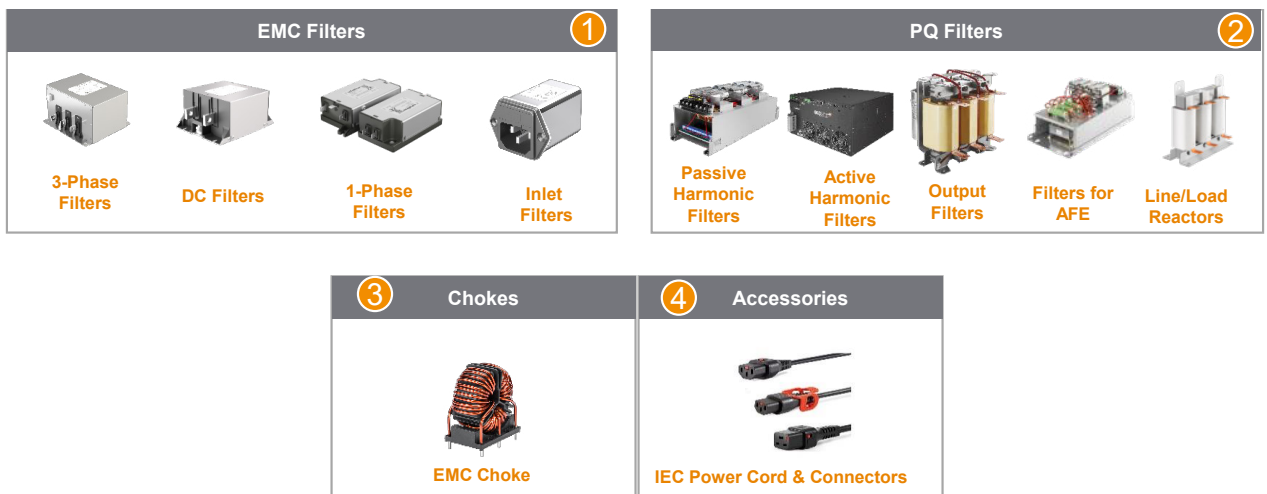 EMC Filters
1
3-Phase
Filters
DC Filters
1-Phase
Filters
Inlet
Filters
PQ Filters
2
Passive
Harmonic
Filters
Active
Harmonic
Filters
Output
Filters
Filters for
AFE
Line/Load
Reactors
3
Chokes
EMC Choke
4
Accessories
IEC Power Cord & Connectors